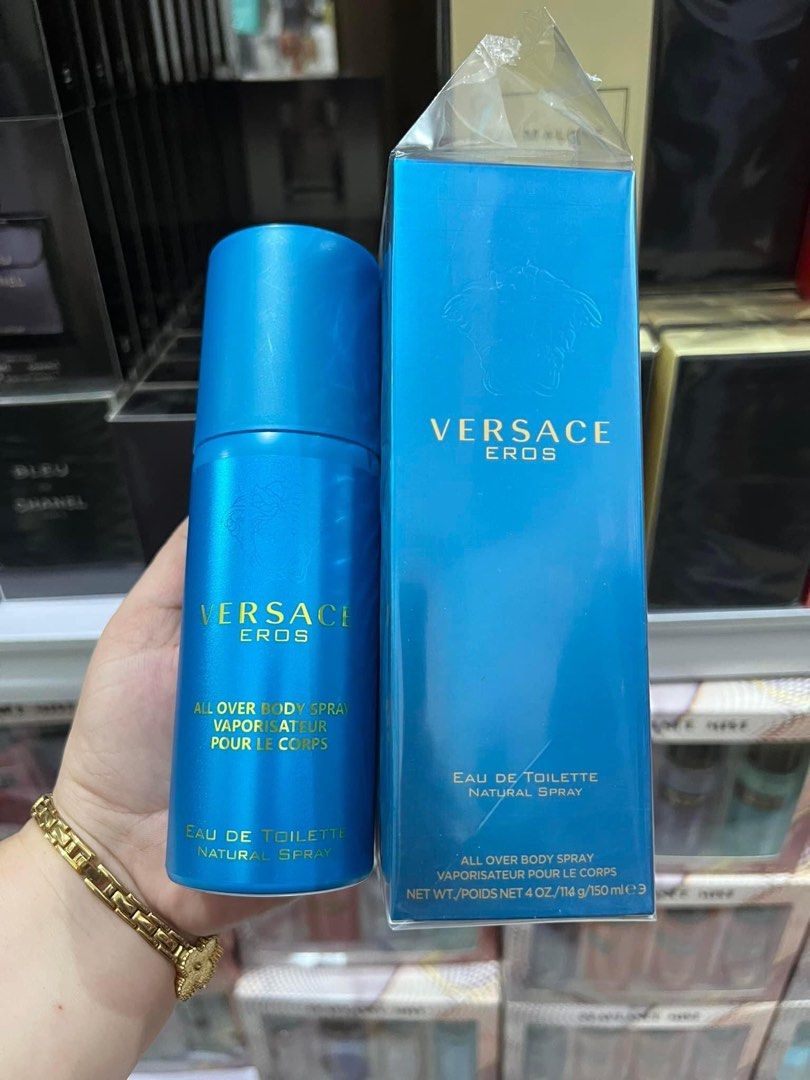 VERSACE
EROS
ALL OVER BODY SPRAY
VAPORISATEUR
POUR LE CORPS
EAU DE TOILETTE
NATURAL SPRAY
VERSACE
EROS
EAU DE TOILETTE
NATURAL SPRAY
ALL OVER BODY SPRAY
VAPORISATEUR POUR LE CORPS
NET WT./POIDS NET 4 OZ./114 g/150 ml e 3
BLEU
CHANEL